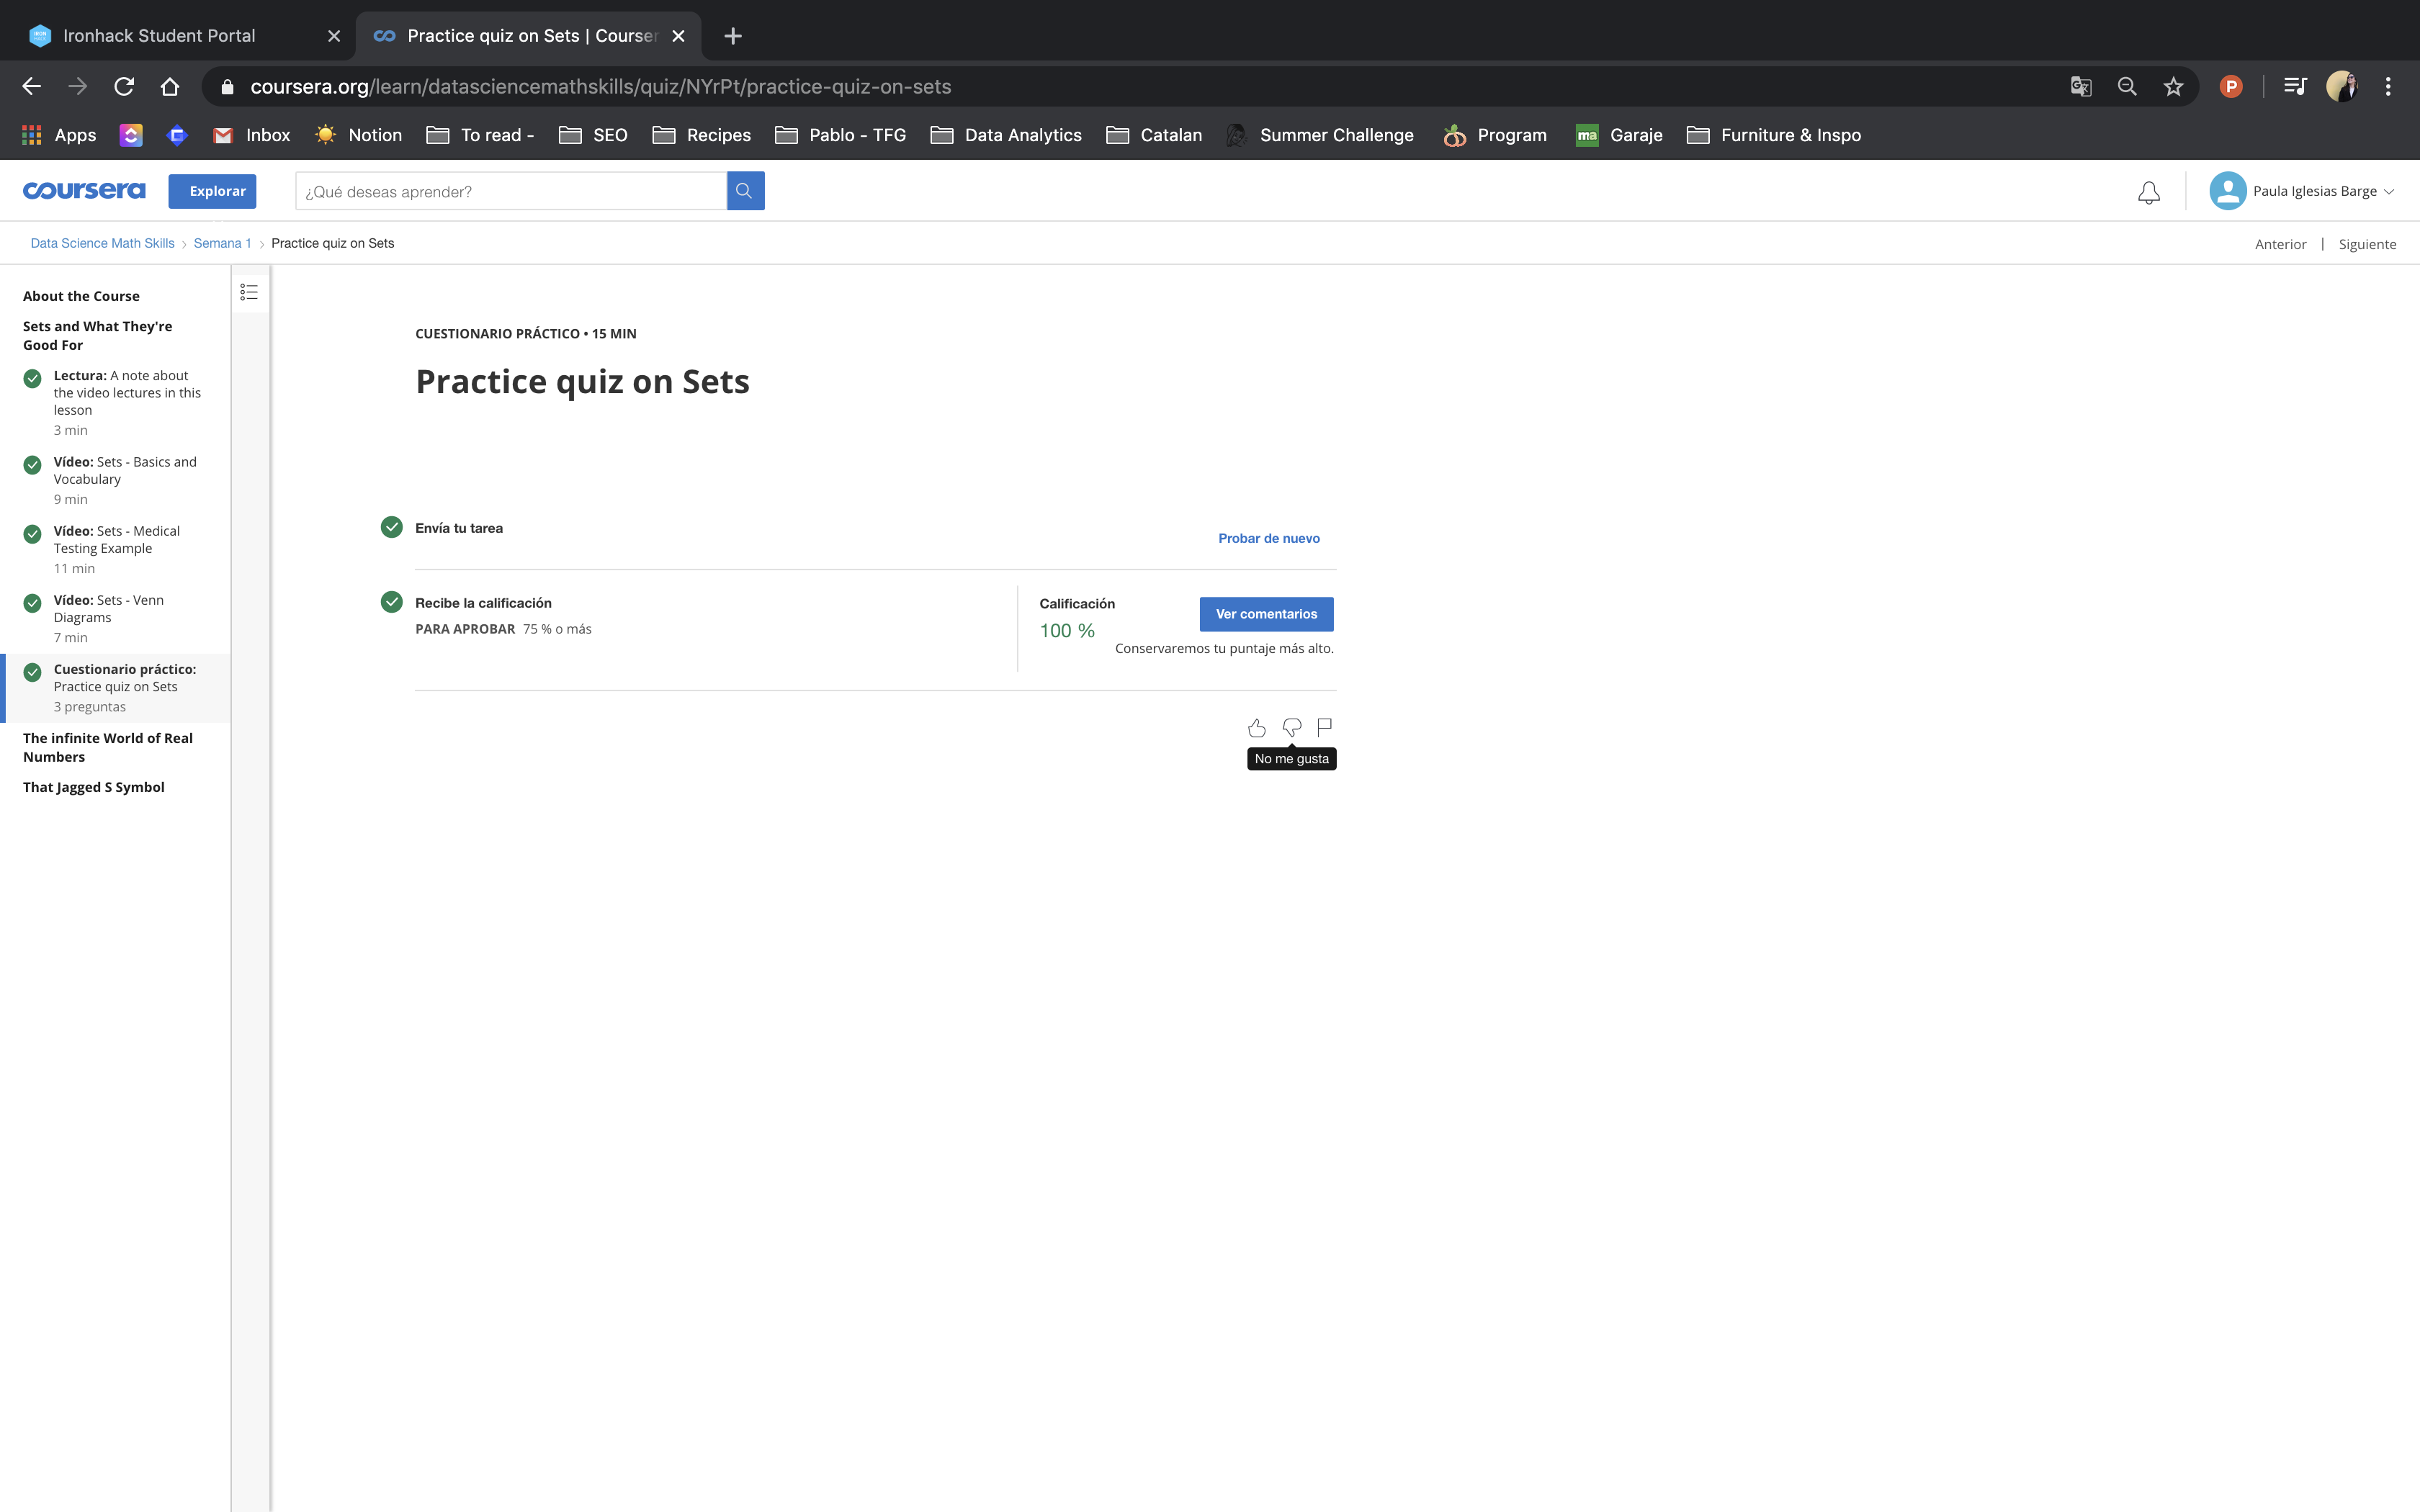 Ironhack Student Portal
Practice quiz on Sets | Courser
coursera.org/learn/datasciencemathskills/quiz/NYrPt/practice-quiz-on-sets
P
Apps
Inbox
Notion
To read -
SEO
Recipes
Pablo - TFG
Data Analytics
Catalan
Summer Challenge
Program
ma
Garaje
Furniture & Inspo
coursera
Explorar
¿Qué deseas aprender?
Paula Iglesias Barge
Data Science Math Skills
Semana 1
Practice quiz on Sets
Anterior | Siguiente
About the Course
Sets and What They're
Good For
Lectura: A note about
the video lectures in this
lesson
3 min
Vídeo: Sets - Basics and
Vocabulary
9 min
Vídeo: Sets - Medical
Testing Example
11 min
Vídeo: Sets - Venn
Diagrams
7 min
Cuestionario práctico:
Practice quiz on Sets
3 preguntas
The infinite World of Real
Numbers
That Jagged S Symbol
CUESTIONARIO PRÁCTICO • 15 MIN
Practice quiz on Sets
Envía tu tarea
Probar de nuevo
Recibe la calificación
PARA APROBAR 75 % o más
Calificación
100 %
Ver comentarios
Conservaremos tu puntaje más alto.
No me gusta